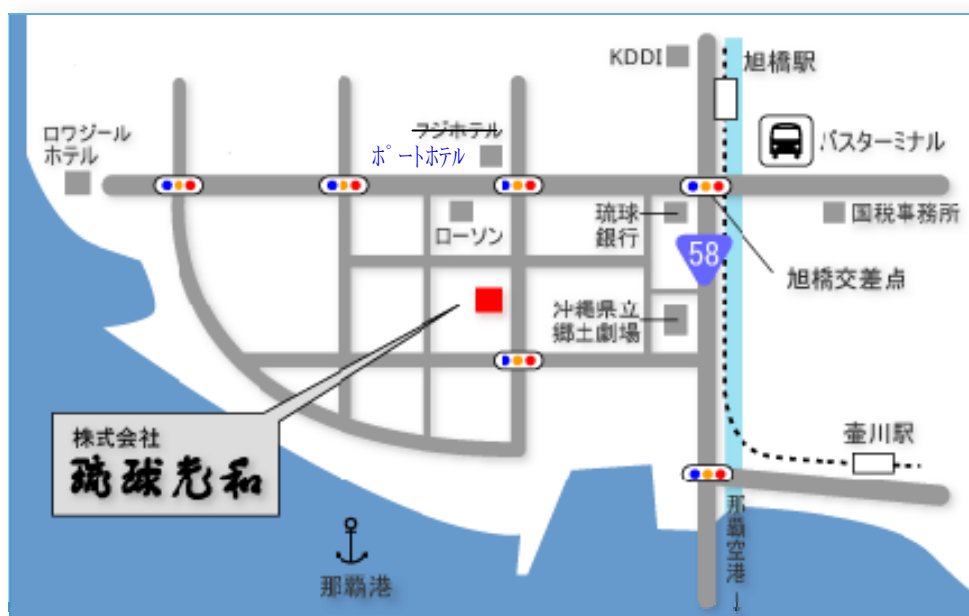 KDDI
旭橋駅
ロワジール
ホテル
フジホテル
ポートホテル
バスターミナル
ローソン
琉球
銀行
国税事務所
58
旭橋交差点
沖縄県立
郷土劇場
株式会社
琉球光和
壷川駅
那覇港
那覇空港